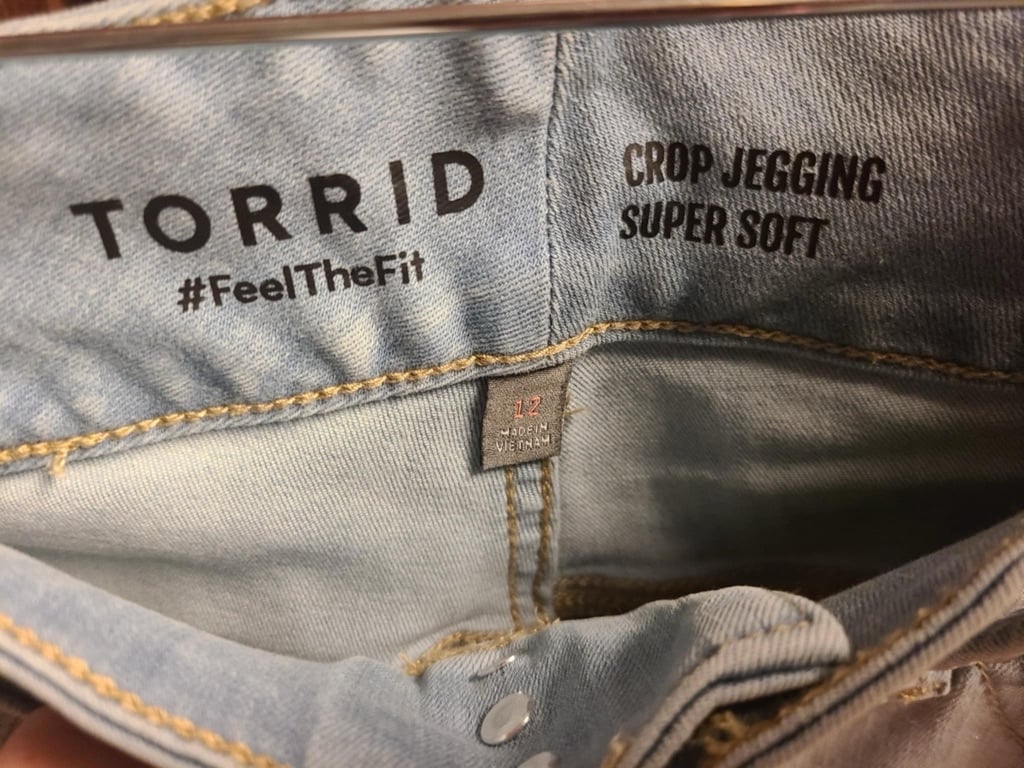 TORRID
#FeelTheFit
CROP JEGGING
SUPER SOFT
12
MADE IN
VIETNAM